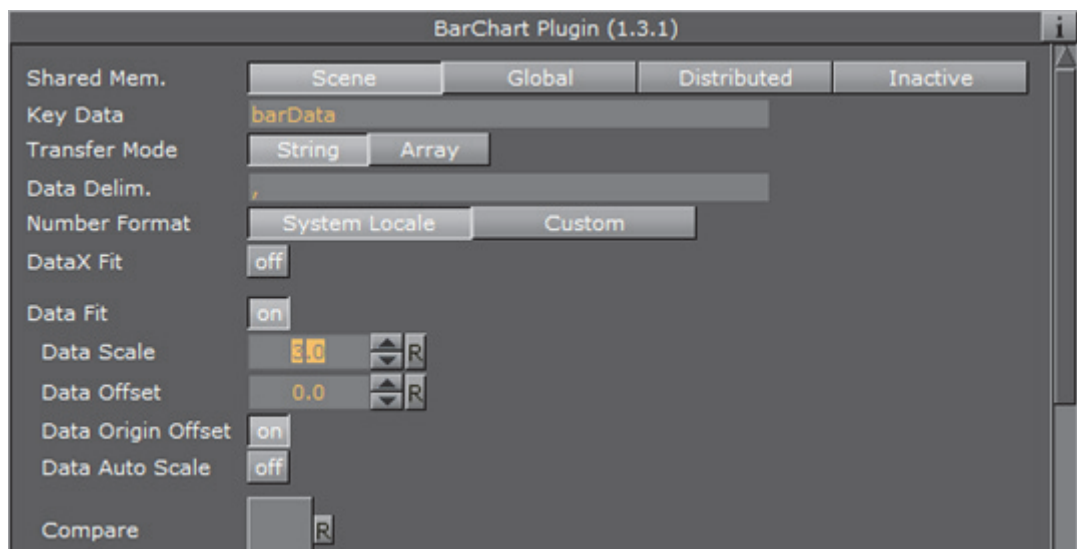 BarChart Plugin (1.3.1) i
Shared Mem. Scene Global Distributed Inactive
Key Data barData
Transfer Mode String Array
Data Delim. ,
Number Format System Locale Custom
DataX Fit off
Data Fit on
Data Scale 3.0 R
Data Offset 0.0 R
Data Origin Offset on
Data Auto Scale off
Compare R